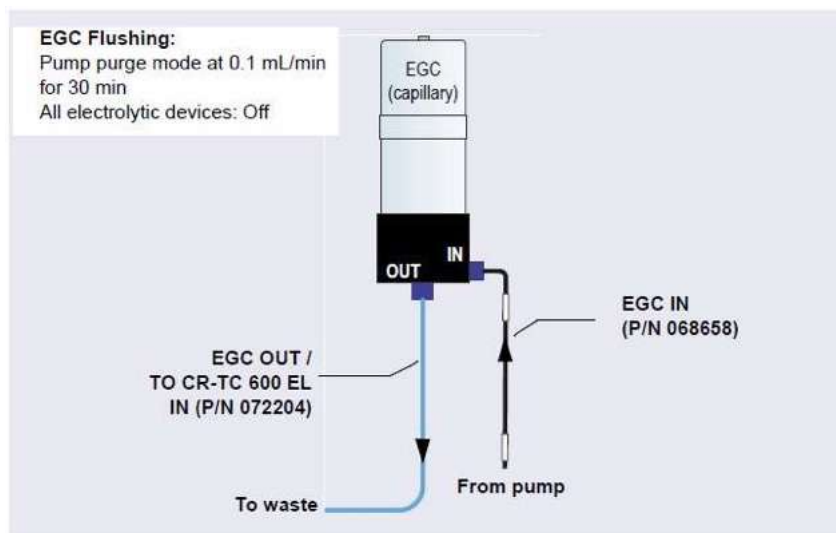 EGC Flushing:
Pump purge mode at 0.1 mL/min
for 30 min
All electrolytic devices: Off
EGC
(capillary)
IN
OUT
EGC IN
(P/N 068658)
EGC OUT /
TO CR-TC 600 EL
IN (P/N 072204)
From pump
To waste